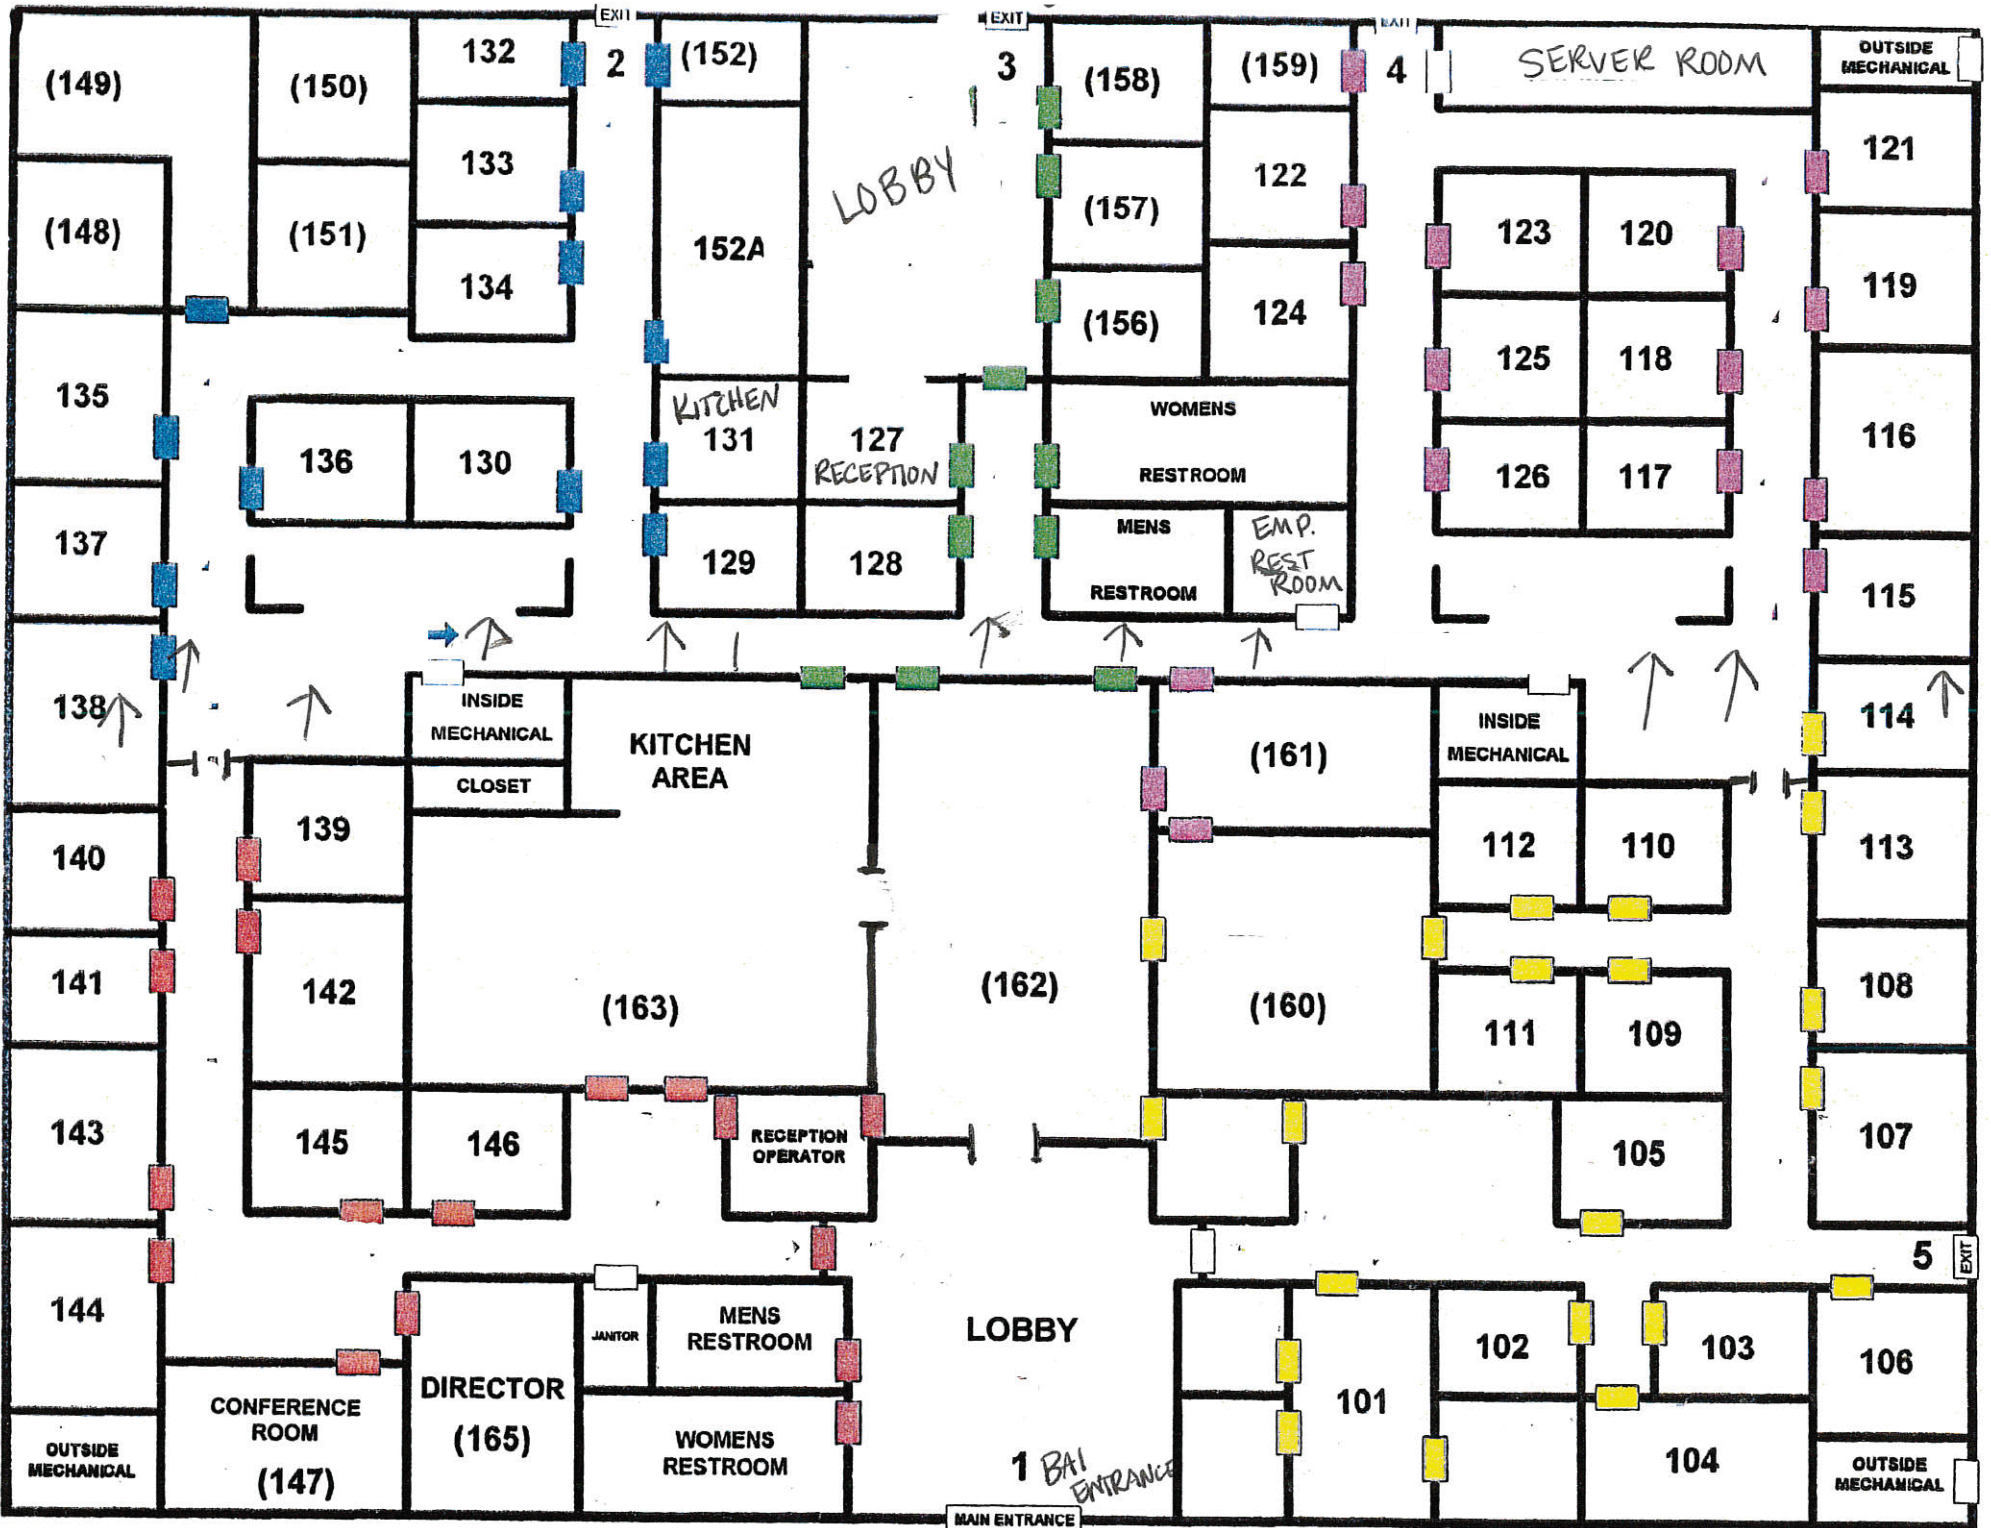 EXIT
EXIT
EXIT
2
3
4
(149)
(150)
132
(152)
(158)
(159)
SERVER ROOM
OUTSIDE
MECHANICAL
133
LOBBY
122
121
(148)
(151)
152A
(157)
123
120
134
(156)
124
119
125
118
135
KITCHEN
131
127
RECEPTION
WOMENS
RESTROOM
116
136
130
126
117
137
129
128
MENS
RESTROOM
EMP.
REST
ROOM
115
138
INSIDE
MECHANICAL
KITCHEN
AREA
(161)
INSIDE
MECHANICAL
114
CLOSET
139
140
112
110
113
141
142
(163)
(162)
(160)
111
109
108
143
145
146
RECEPTION
OPERATOR
105
107
5
EXIT
144
JANITOR
MENS
RESTROOM
LOBBY
102
103
106
CONFERENCE
ROOM
(147)
DIRECTOR
(165)
WOMENS
RESTROOM
101
104
OUTSIDE
MECHANICAL
1
BAI
ENTRANCE
OUTSIDE
MECHANICAL
MAIN ENTRANCE